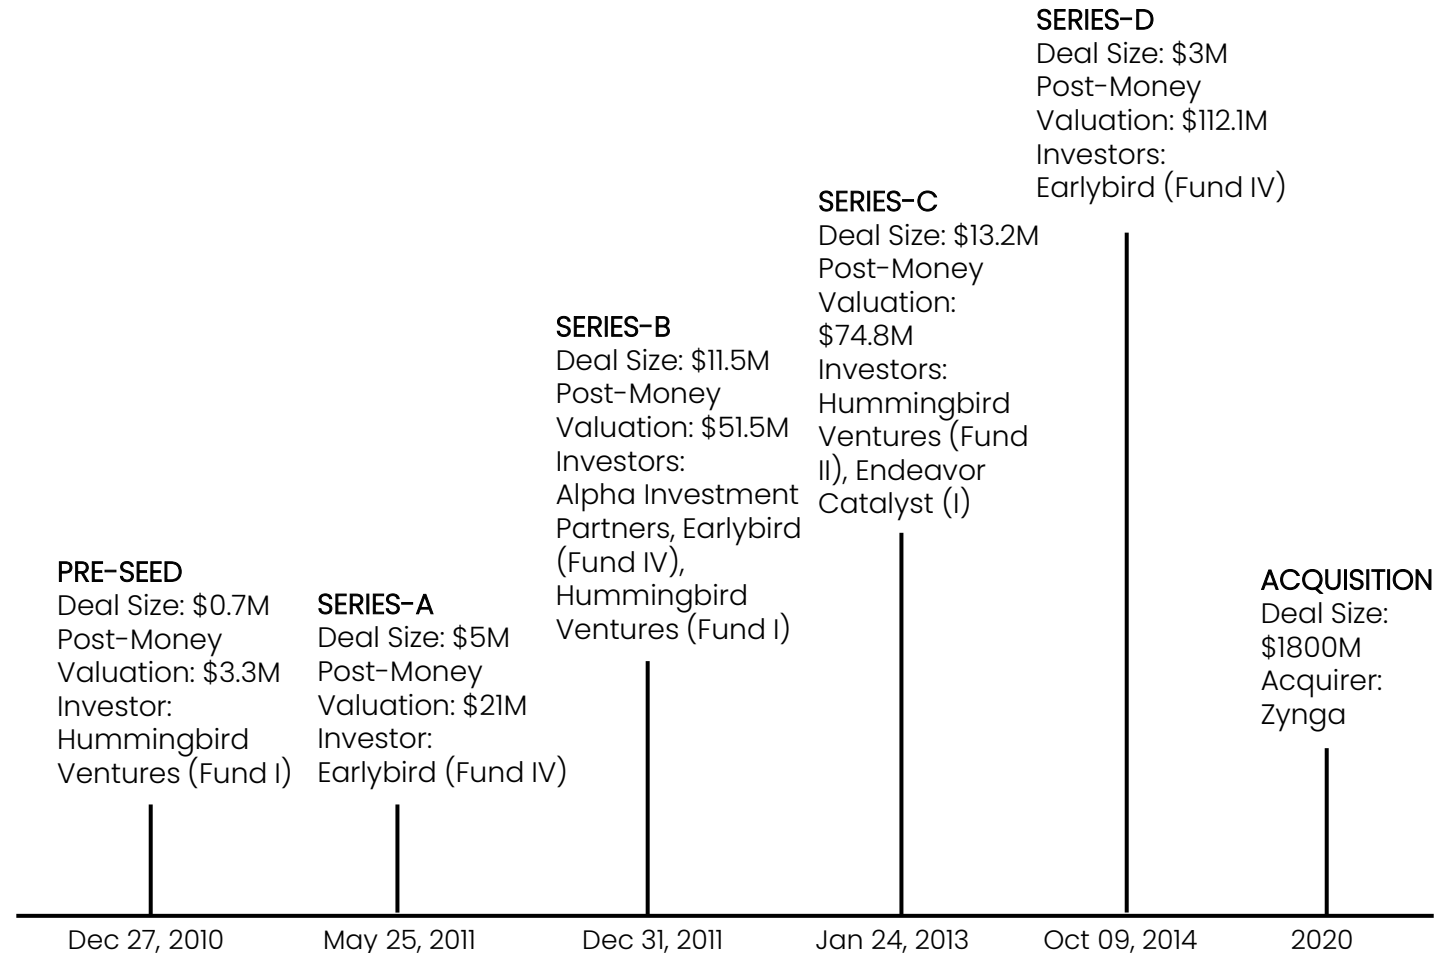 PRE-SEED
Deal Size: $0.7M
Post-Money
Valuation: $3.3M
Investor:
Hummingbird
Ventures (Fund I)
SERIES-A
Deal Size: $5M
Post-Money
Valuation: $21M
Investor:
Earlybird (Fund IV)
SERIES-B
Deal Size: $11.5M
Post-Money
Valuation: $51.5M
Investors:
Alpha Investment
Partners, Earlybird
(Fund IV),
Hummingbird
Ventures (Fund I)
SERIES-C
Deal Size: $13.2M
Post-Money
Valuation:
$74.8M
Investors:
Hummingbird
Ventures (Fund
II), Endeavor
Catalyst (I)
SERIES-D
Deal Size: $3M
Post-Money
Valuation: $112.1M
Investors:
Earlybird (Fund IV)
ACQUISITION
Deal Size:
$1800M
Acquirer:
Zynga
Dec 27, 2010
May 25, 2011
Dec 31, 2011
Jan 24, 2013
Oct 09, 2014
2020